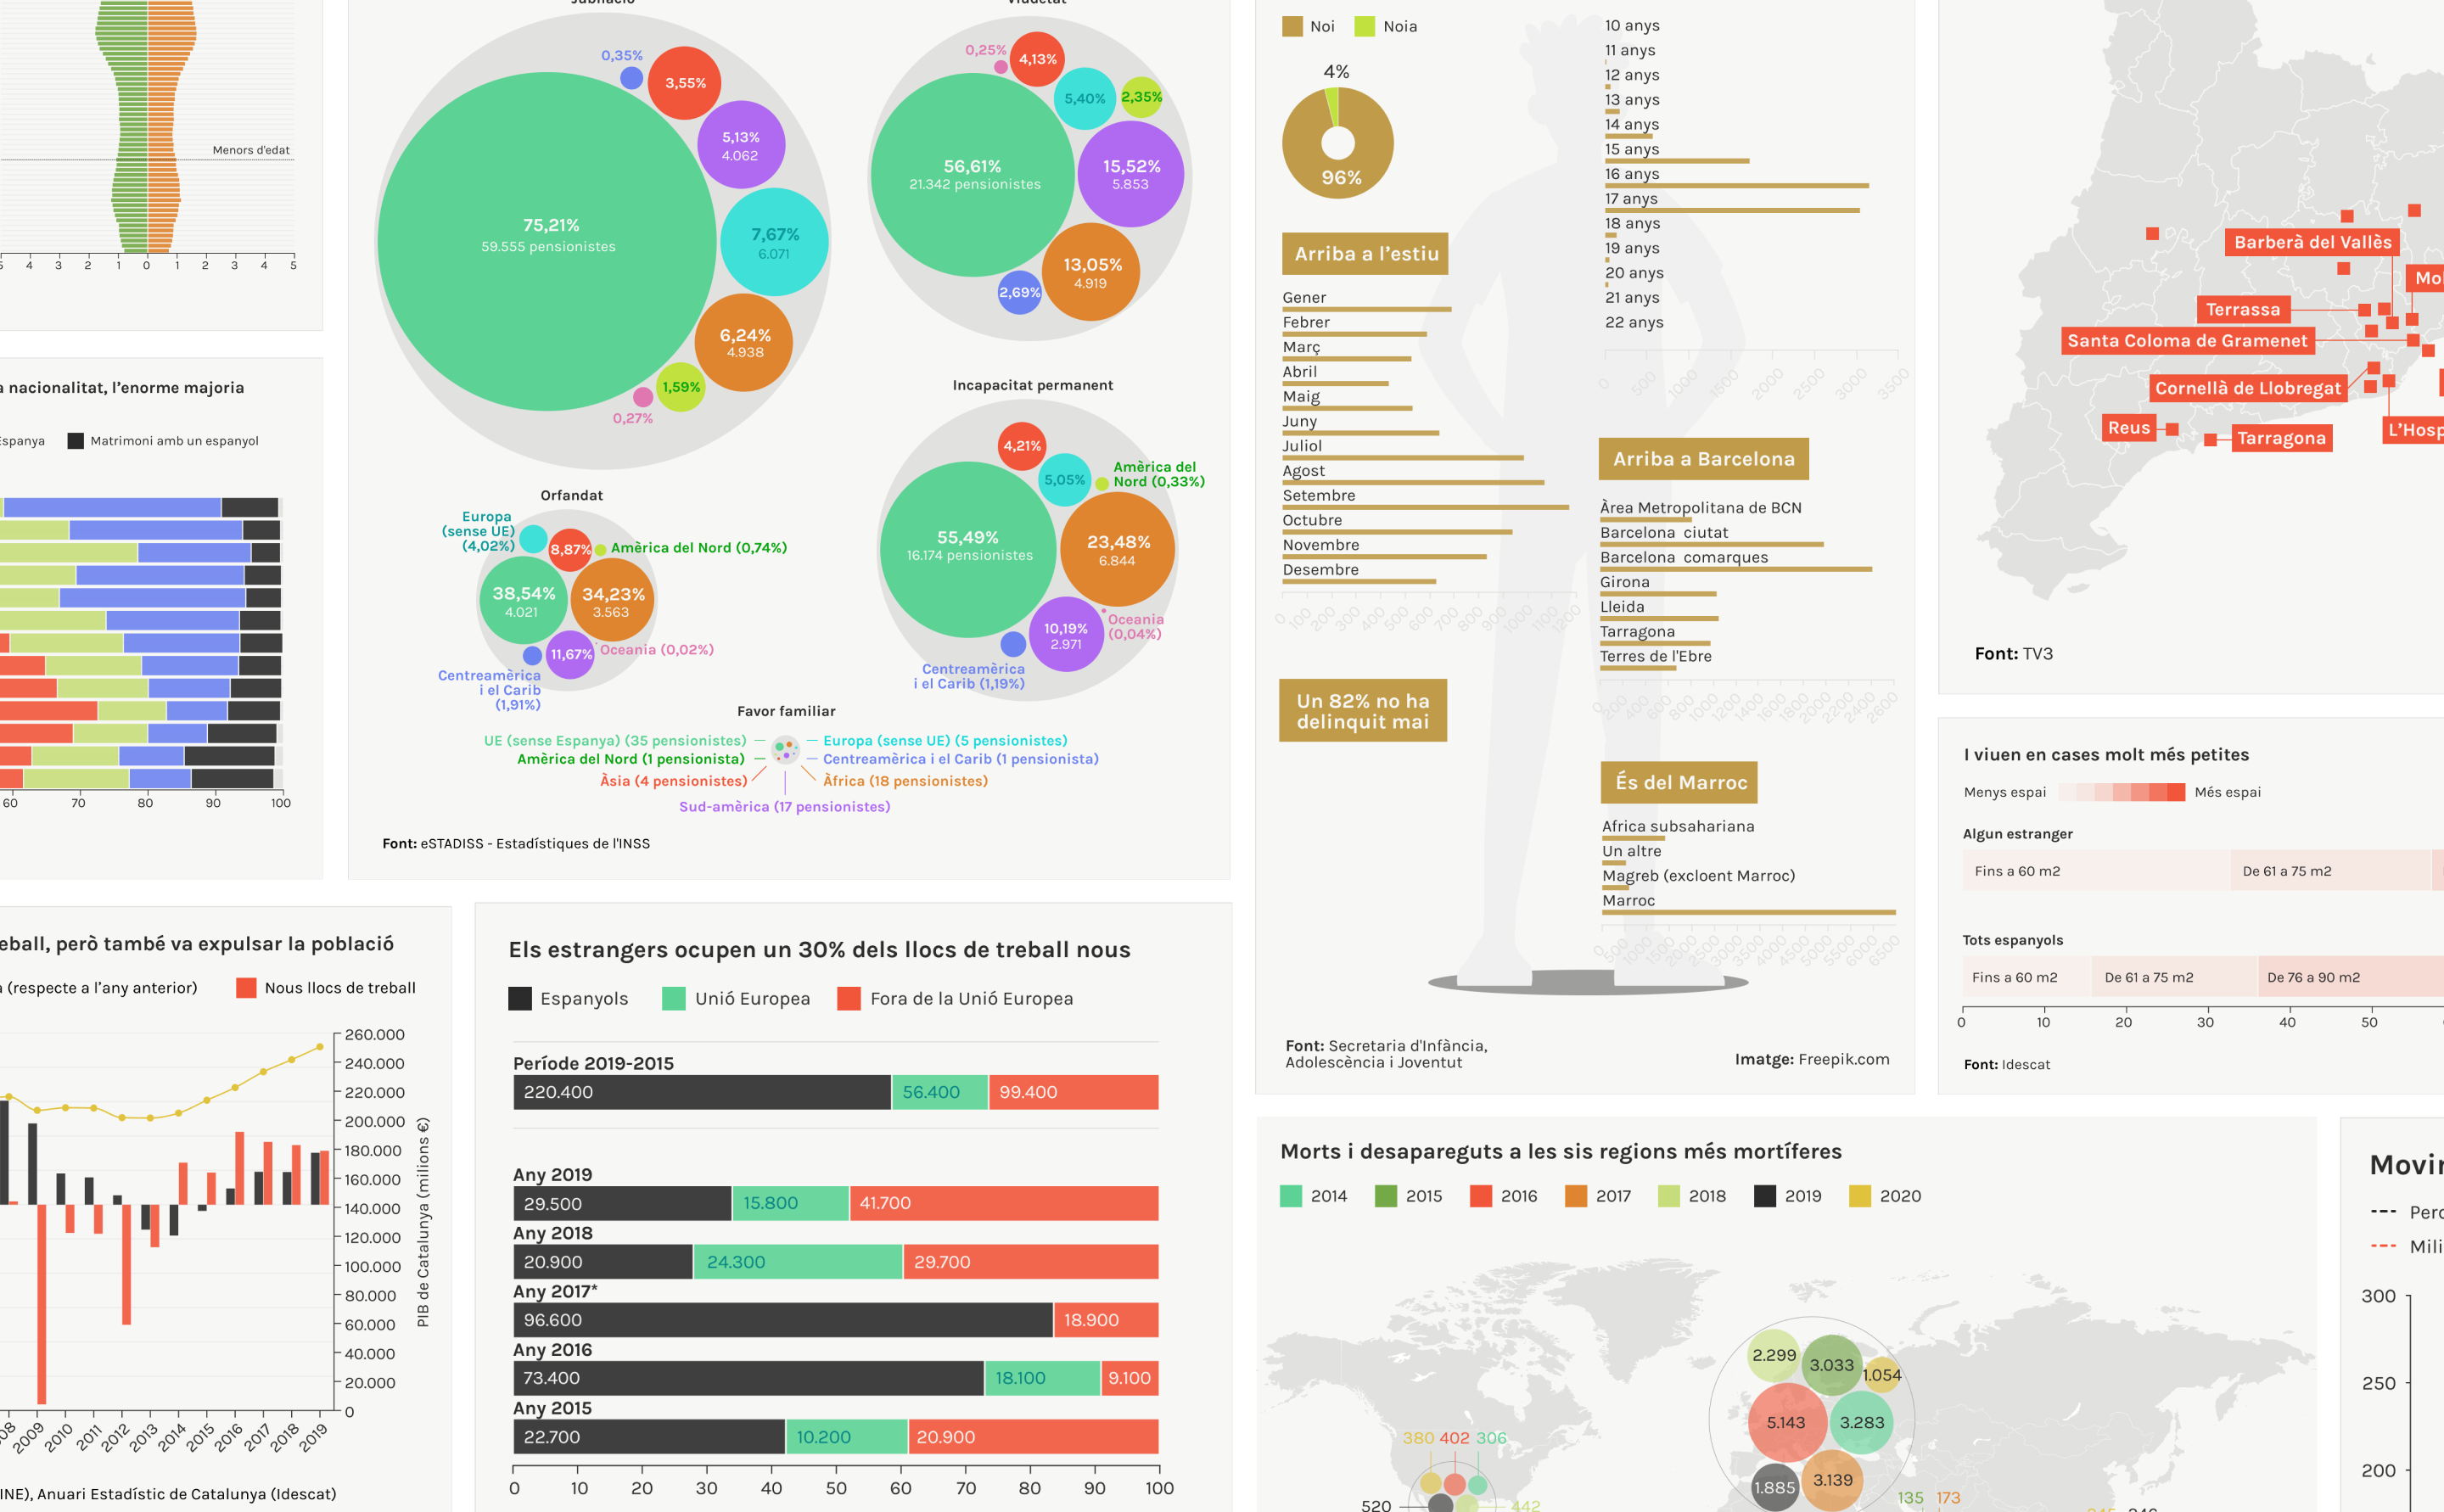 Menors d'edat
5 4 3 2 1 0 1 2 3 4 5
a nacionalitat, l’enorme majoria
Espanya
Matrimoni amb un espanyol
60 70 80 90 100
Jubilació
0,35%
3,55%
5,13%
4.062
75,21%
59.555 pensionistes
7,67%
6.071
6,24%
4.938
1,59%
0,27%
Viudetat
0,25%
4,13%
5,40%
2,35%
56,61%
21.342 pensionistes
15,52%
5.853
13,05%
4.919
2,69%
Orfandat
Europa
(sense UE)
(4,02%)
8,87%
Amèrica del Nord (0,74%)
38,54%
4.021
34,23%
3.563
11,67%
Oceania (0,02%)
Centreamèrica
i el Carib
(1,91%)
Incapacitat permanent
4,21%
5,05%
Amèrica del
Nord (0,33%)
55,49%
16.174 pensionistes
23,48%
6.844
10,19%
2.971
Oceania
(0,04%)
Centreamèrica
i el Carib (1,19%)
Favor familiar
UE (sense Espanya) (35 pensionistes)
Europa (sense UE) (5 pensionistes)
Amèrica del Nord (1 pensionista)
Centreamèrica i el Carib (1 pensionista)
Àsia (4 pensionistes)
Àfrica (18 pensionistes)
Sud-amèrica (17 pensionistes)
Font: eSTADISS - Estadístiques de l'INSS
Noi
Noia
4%
96%
Arriba a l’estiu
Gener
Febrer
Març
Abril
Maig
Juny
Juliol
Agost
Setembre
Octubre
Novembre
Desembre
0 100 200 300 400 500 600 700 800 900 1000 1100 1200
Un 82% no ha
delinquit mai
10 anys
11 anys
12 anys
13 anys
14 anys
15 anys
16 anys
17 anys
18 anys
19 anys
20 anys
21 anys
22 anys
0 500 1000 1500 2000 2500 3000 3500
Arriba a Barcelona
Àrea Metropolitana de BCN
Barcelona ciutat
Barcelona comarques
Girona
Lleida
Tarragona
Terres de l'Ebre
0 200 400 600 800 1000 1200 1400 1600 1800 2000 2200 2400 2600
És del Marroc
Africa subsahariana
Un altre
Magreb (excloent Marroc)
Marroc
0 500 1000 1500 2000 2500 3000 3500 4000 4500 5000 5500 6000 6500
Font: Secretaria d'Infància,
Adolescència i Joventut
Imatge: Freepik.com
Barberà del Vallès
Mol
Terrassa
Santa Coloma de Gramenet
Cornellà de Llobregat
Reus
Tarragona
L’Hosp
Font: TV3
I viuen en cases molt més petites
Menys espai
Més espai
Algun estranger
Fins a 60 m2
De 61 a 75 m2
Tots espanyols
Fins a 60 m2
De 61 a 75 m2
De 76 a 90 m2
0 10 20 30 40 50
Font: Idescat
eball, però també va expulsar la població
a (respecte a l’any anterior)
Nous llocs de treball
260.000
240.000
220.000
200.000
180.000
160.000
140.000
120.000
100.000
80.000
60.000
40.000
20.000
0
PIB de Catalunya (milions €)
08 2009 2010 2011 2012 2013 2014 2015 2016 2017 2018 2019
INE), Anuari Estadístic de Catalunya (Idescat)
Els estrangers ocupen un 30% dels llocs de treball nous
Espanyols
Unió Europea
Fora de la Unió Europea
Període 2019-2015
220.400 56.400 99.400
Any 2019
29.500 15.800 41.700
Any 2018
20.900 24.300 29.700
Any 2017*
96.600 18.900
Any 2016
73.400 18.100 9.100
Any 2015
22.700 10.200 20.900
0 10 20 30 40 50 60 70 80 90 100
Morts i desapareguts a les sis regions més mortíferes
2014 2015 2016 2017 2018 2019 2020
2.299
3.033
1.054
5.143
3.283
1.885
3.139
380 402 306
520
442
135 173
Movim
Perc
Mili
300
250
200